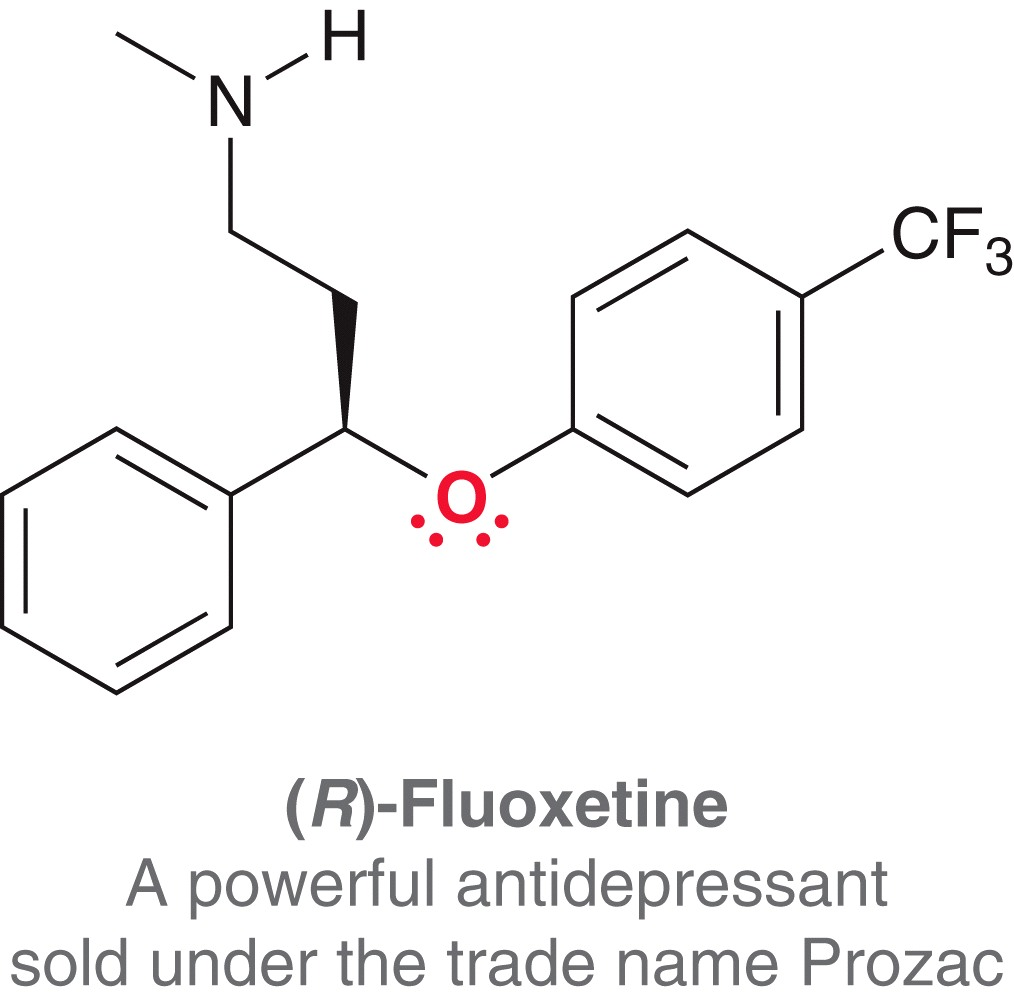 H
N
CF3
O
(R)-Fluoxetine
A powerful antidepressant
sold under the trade name Prozac